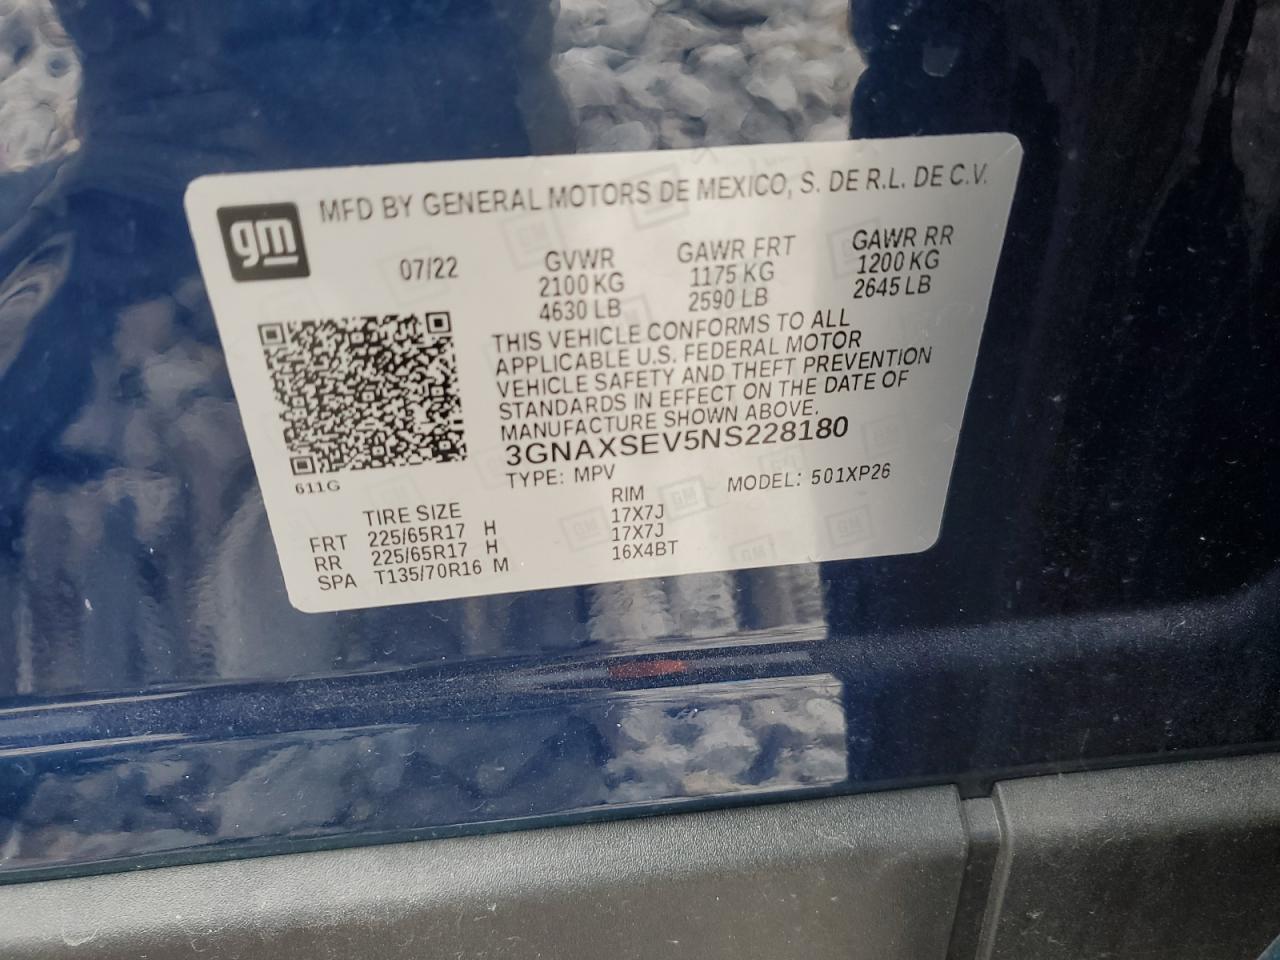 MFD BY GENERAL MOTORS DE MEXICO, S. DE R.L. DE C.V.
gm
07/22
GVWR
2100 KG
4630 LB
GAWR FRT
1175 KG
2590 LB
GAWR RR
1200 KG
2645 LB
THIS VEHICLE CONFORMS TO ALL
APPLICABLE U.S. FEDERAL MOTOR
VEHICLE SAFETY AND THEFT PREVENTION
STANDARDS IN EFFECT ON THE DATE OF
MANUFACTURE SHOWN ABOVE.
3GNAXSEV5NS228180
TYPE: MPV
MODEL: 501XP26
611G
TIRE SIZE
RIM
FRT 225/65R17 H 17X7J
RR 225/65R17 H 17X7J
SPA T135/70R16 M 16X4BT